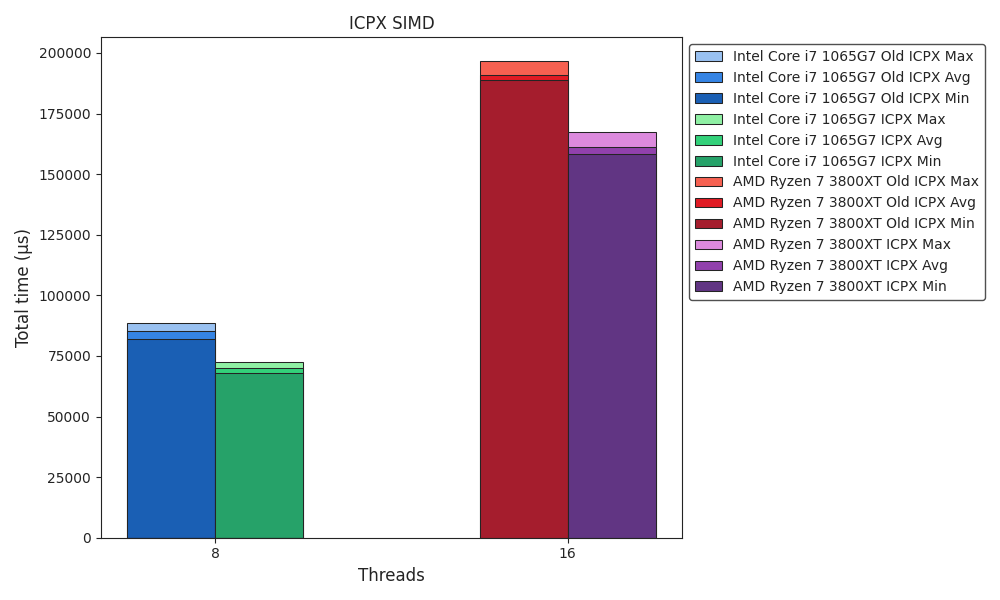 ICPX SIMD
Total time (μs)
200000
175000
150000
125000
100000
75000
50000
25000
0
8
16
Threads
Intel Core i7 1065G7 Old ICPX Max
Intel Core i7 1065G7 Old ICPX Avg
Intel Core i7 1065G7 Old ICPX Min
Intel Core i7 1065G7 ICPX Max
Intel Core i7 1065G7 ICPX Avg
Intel Core i7 1065G7 ICPX Min
AMD Ryzen 7 3800XT Old ICPX Max
AMD Ryzen 7 3800XT Old ICPX Avg
AMD Ryzen 7 3800XT Old ICPX Min
AMD Ryzen 7 3800XT ICPX Max
AMD Ryzen 7 3800XT ICPX Avg
AMD Ryzen 7 3800XT ICPX Min